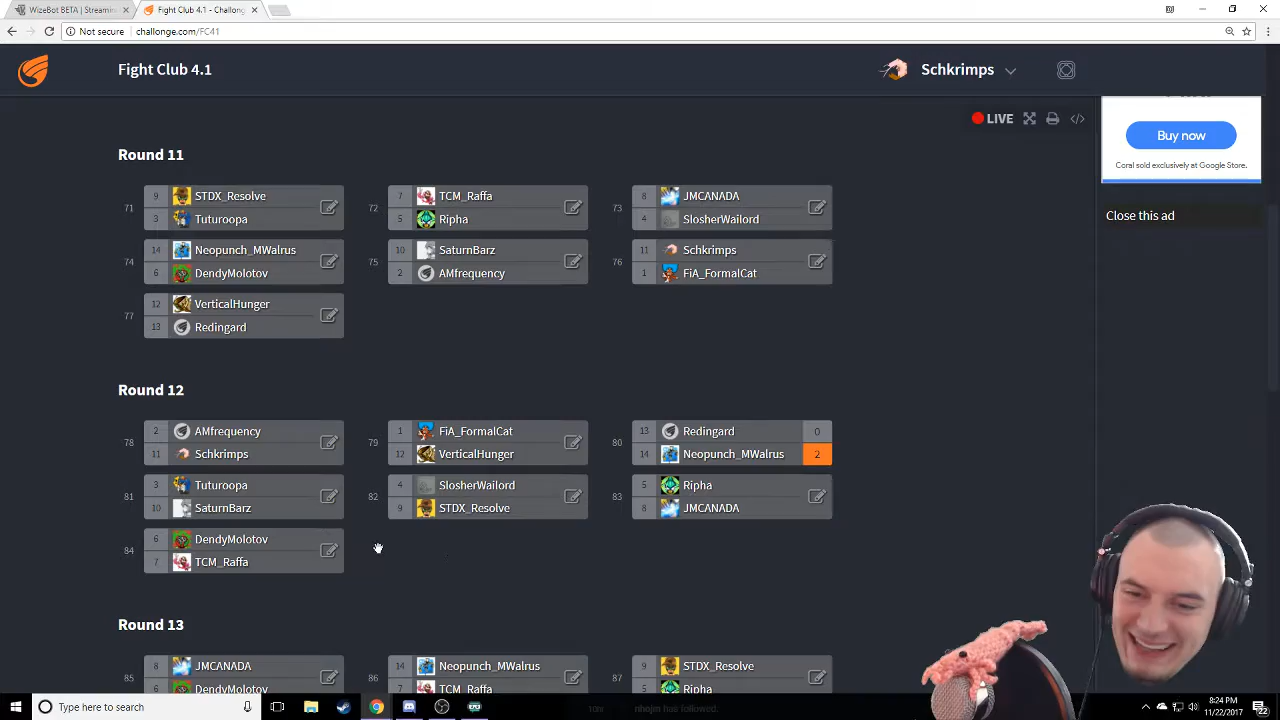 WizeBot BETA | Streamin
Fight Club 4.1 - Challong
Not secure | challonge.com/FC41
Fight Club 4.1
Schkrimps
LIVE
Buy now
Coral sold exclusively at Google Store.
Close this ad
Round 11
71 9 STDX_Resolve
3 Tuturoopa
72 7 TCM_Raffa
5 Ripha
73 8 JMCANADA
4 SlosherWailord
74 14 Neopunch_MWalrus
6 DendyMolotov
75 10 SaturnBarz
2 AMfrequency
76 11 Schkrimps
1 FiA_FormalCat
77 12 VerticalHunger
13 Redingard
Round 12
78 2 AMfrequency
11 Schkrimps
79 1 FiA_FormalCat
12 VerticalHunger
80 13 Redingard 0
14 Neopunch_MWalrus 2
81 3 Tuturoopa
10 SaturnBarz
82 4 SlosherWailord
9 STDX_Resolve
83 5 Ripha
8 JMCANADA
84 6 DendyMolotov
7 TCM_Raffa
Round 13
85 8 JMCANADA
DendyMolotov
86 14 Neopunch_MWalrus
TCM_Raffa
87 9 STDX_Resolve
Ripha
Type here to search
nhojm has followed.
8:24 PM
11/22/2017
22